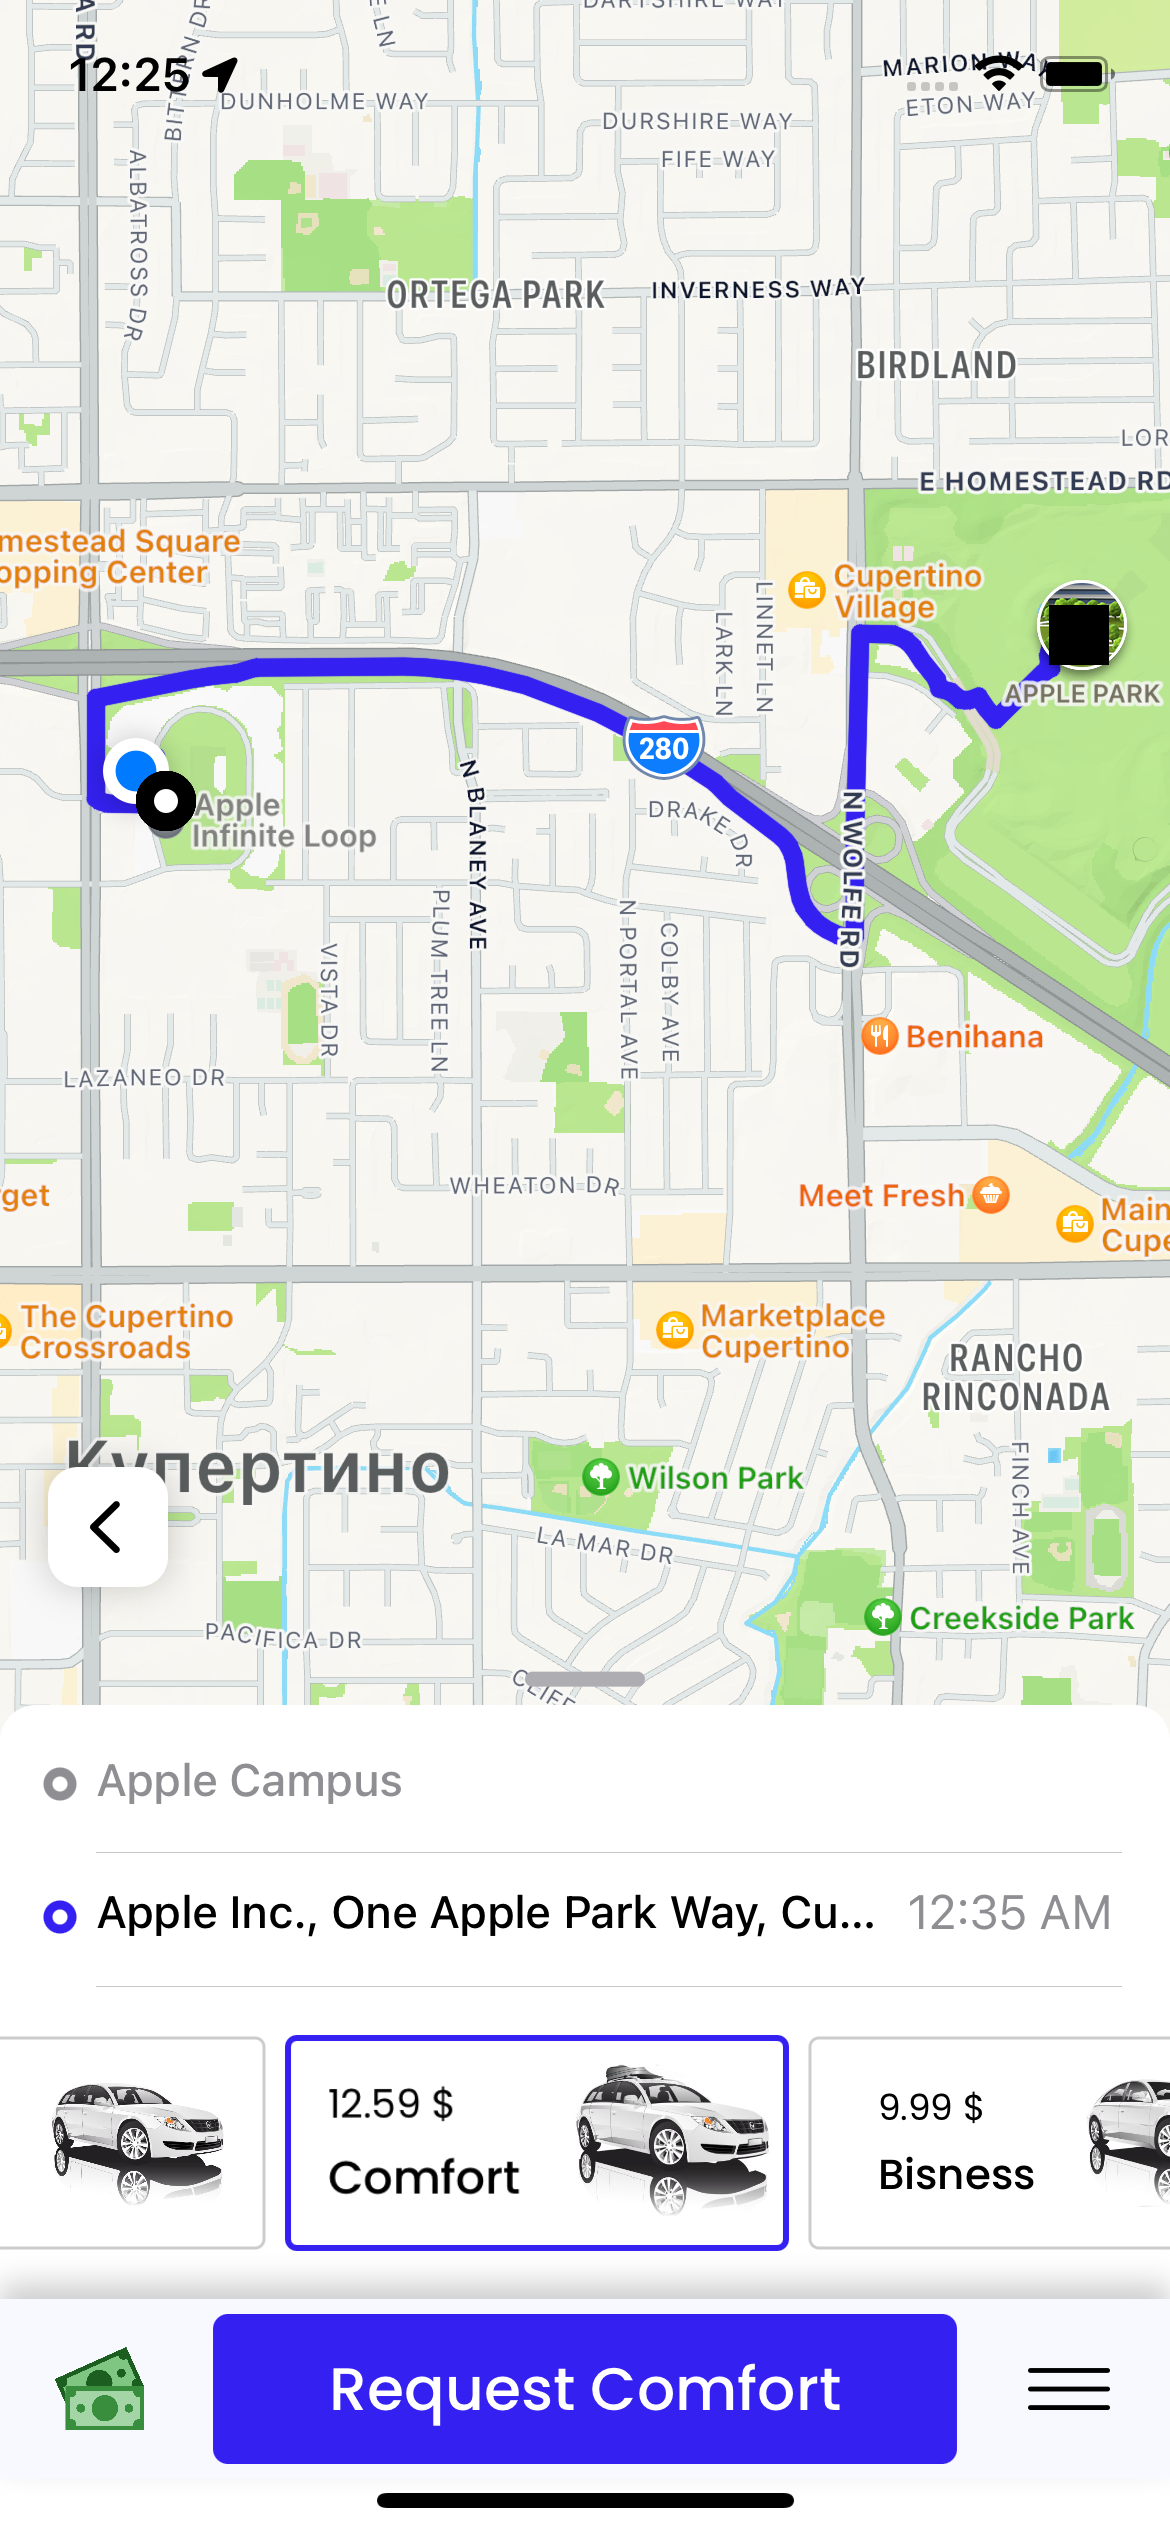 12:25
DUNHOLME WAY
MARION WAY
ETON WAY
DURSHIRE WAY
FIFE WAY
ALBATROSS DR
ORTEGA PARK
INVERNESS WAY
BIRDLAND
LOR
E HOMESTEAD RD
mestead Square
opping Center
Cupertino
Village
LARK LN
LINNET LN
APPLE PARK
280
Apple
Infinite Loop
N BLANEY AVE
DRAKE DR
N WOLFE RD
PLUM TREE LN
VISTA DR
N PORTAL AVE
COLBY AVE
Benihana
LAZANEO DR
WHEATON DR
rget
Meet Fresh
Main
Cupe
The Cupertino
Crossroads
Marketplace
Cupertino
RANCHO
RINCONADA
Купертино
Wilson Park
FINCH AVE
LA MAR DR
Creekside Park
PACIFICA DR
CLIFF
Apple Campus
Apple Inc., One Apple Park Way, Cu...
12:35 AM
12.59 $
Comfort
9.99 $
Bisness
Request Comfort